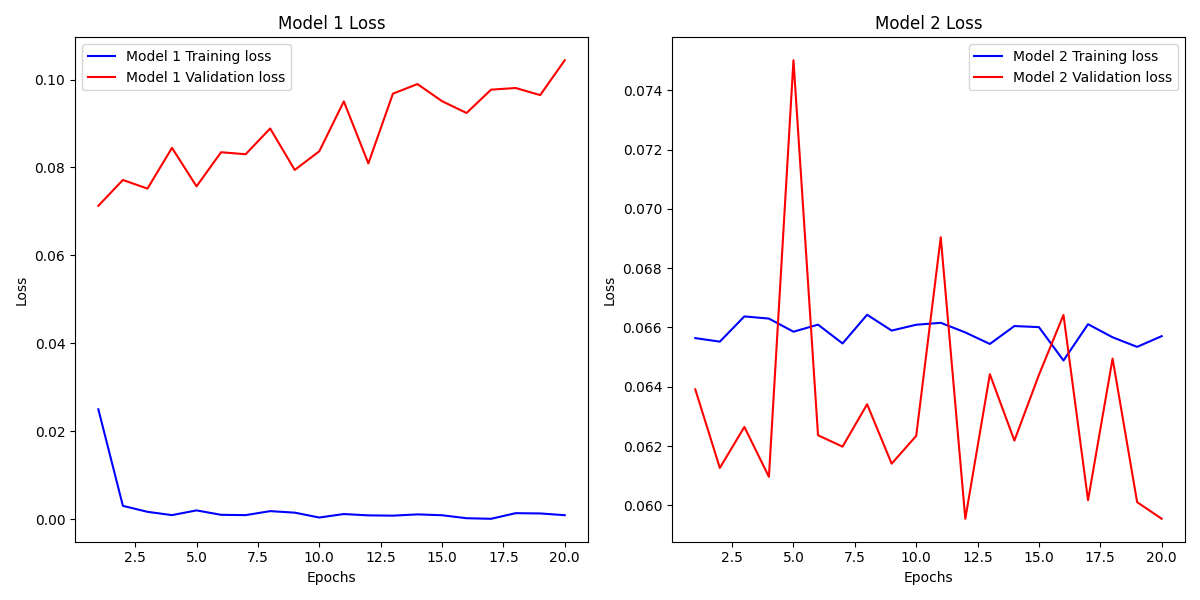 Model 1 Loss
Model 1 Training loss
Model 1 Validation loss
0.10
0.08
0.06
0.04
0.02
0.00
Loss
2.5 5.0 7.5 10.0 12.5 15.0 17.5 20.0
Epochs
Model 2 Loss
Model 2 Training loss
Model 2 Validation loss
0.074
0.072
0.070
0.068
0.066
0.064
0.062
0.060
Loss
2.5 5.0 7.5 10.0 12.5 15.0 17.5 20.0
Epochs